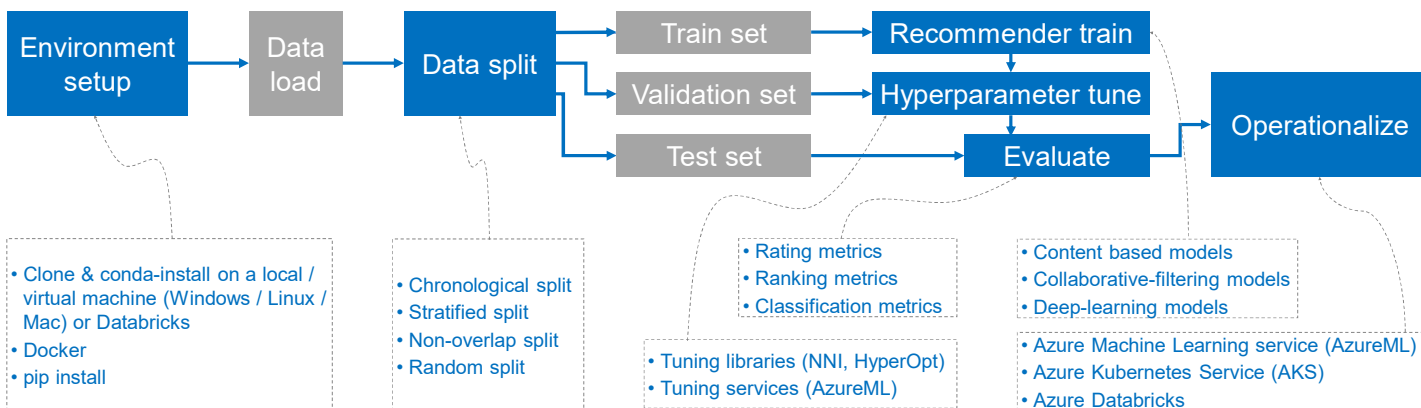 Environment
setup
Data
load
Data split
Train set
Validation set
Test set
Recommender train
Hyperparameter tune
Evaluate
Operationalize
• Clone & conda-install on a local /
virtual machine (Windows / Linux /
Mac) or Databricks
• Docker
• pip install
• Chronological split
• Stratified split
• Non-overlap split
• Random split
• Rating metrics
• Ranking metrics
• Classification metrics
• Tuning libraries (NNI, HyperOpt)
• Tuning services (AzureML)
• Content based models
• Collaborative-filtering models
• Deep-learning models
• Azure Machine Learning service (AzureML)
• Azure Kubernetes Service (AKS)
• Azure Databricks